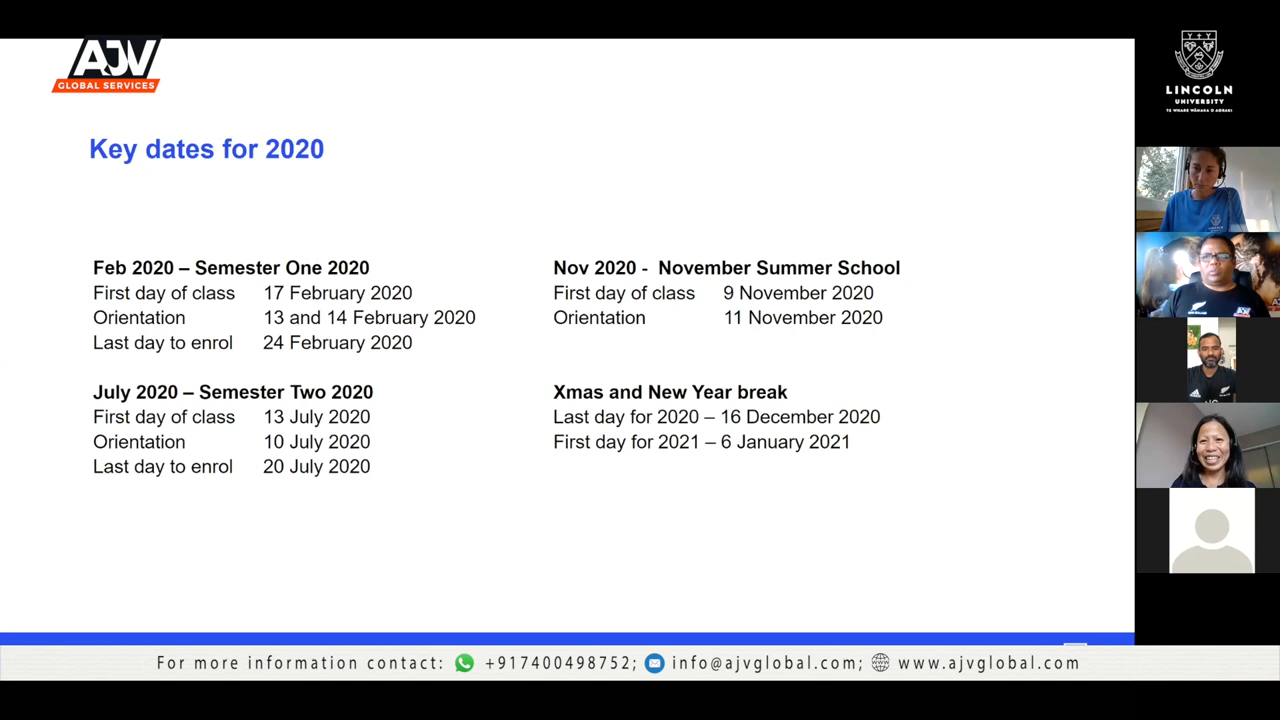 AJV
GLOBAL SERVICES
LINCOLN
UNIVERSITY
TE WHARE WĀNAKA O AORAKI
Key dates for 2020
Feb 2020 – Semester One 2020
First day of class 17 February 2020
Orientation 13 and 14 February 2020
Last day to enrol 24 February 2020
July 2020 – Semester Two 2020
First day of class 13 July 2020
Orientation 10 July 2020
Last day to enrol 20 July 2020
Nov 2020 - November Summer School
First day of class 9 November 2020
Orientation 11 November 2020
Xmas and New Year break
Last day for 2020 – 16 December 2020
First day for 2021 – 6 January 2021
For more information contact: +917400498752; info@ajvglobal.com; www.ajvglobal.com